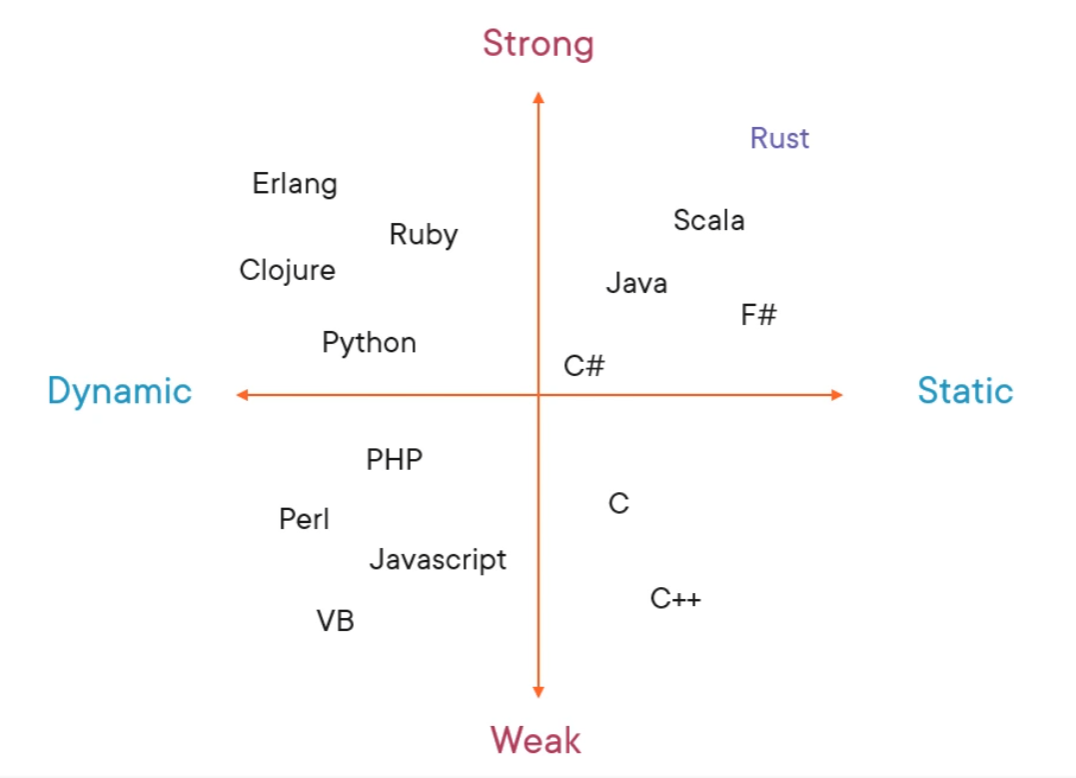 Strong
Rust
Erlang
Scala
Ruby
Clojure
Java
F#
Python
C#
Dynamic
Static
PHP
C
Perl
Javascript
C++
VB
Weak